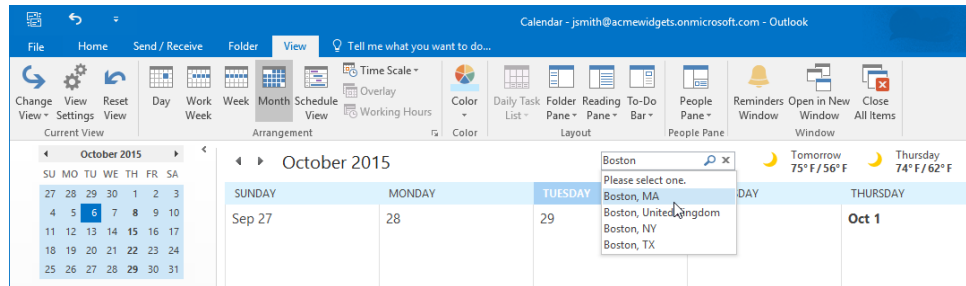 Calendar - jsmith@acmewidgets.onmicrosoft.com - Outlook
File Home Send / Receive Folder View Tell me what you want to do...
Change View View Settings Reset View Day Work Week Week Month Schedule View Time Scale Overlay Working Hours Color Daily Task List Folder Pane Reading Pane To-Do Bar People Pane Reminders Window Open in New Window Close All Items
Current View Arrangement Color Layout People Pane Window
October 2015
SU MO TU WE TH FR SA
27 28 29 30 1 2 3
4 5 6 7 8 9 10
11 12 13 14 15 16 17
18 19 20 21 22 23 24
25 26 27 28 29 30 31
October 2015
Boston
Please select one.
Boston, MA
Boston, United Kingdom
Boston, NY
Boston, TX
Tomorrow
75° F / 56° F
Thursday
74° F / 62° F
SUNDAY MONDAY TUESDAY DAY THURSDAY
Sep 27 28 29 Oct 1